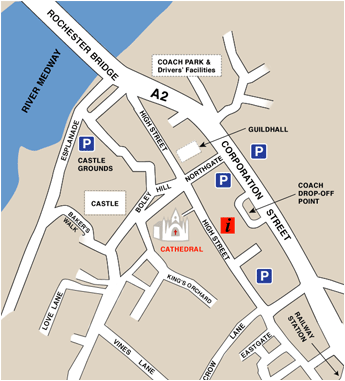 ROCHESTER BRIDGE
RIVER MEDWAY
COACH PARK &
Drivers' Facilities
A2
ESPLANADE
HIGH STREET
GUILDHALL
P
CASTLE
GROUNDS
P
NORTHGATE
CORPORATION
STREET
P
COACH
DROP-OFF
POINT
BOLEY HILL
CASTLE
BAKER'S
WALK
CATHEDRAL
i
HIGH STREET
P
KING'S ORCHARD
LOVE LANE
VINES LANE
CROW LANE
EASTGATE
RAILWAY
STATION